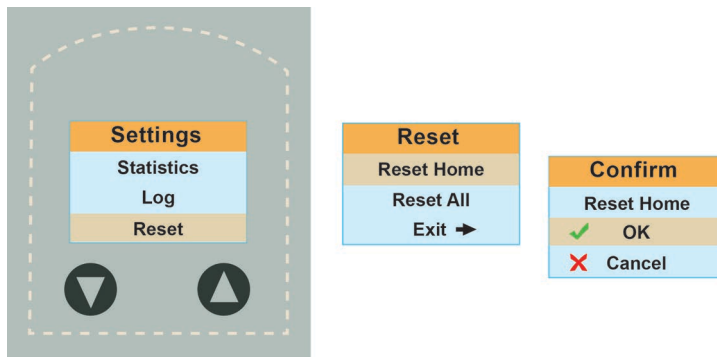 Settings
Statistics
Log
Reset
Reset
Reset Home
Reset All
Exit
Confirm
Reset Home
OK
Cancel